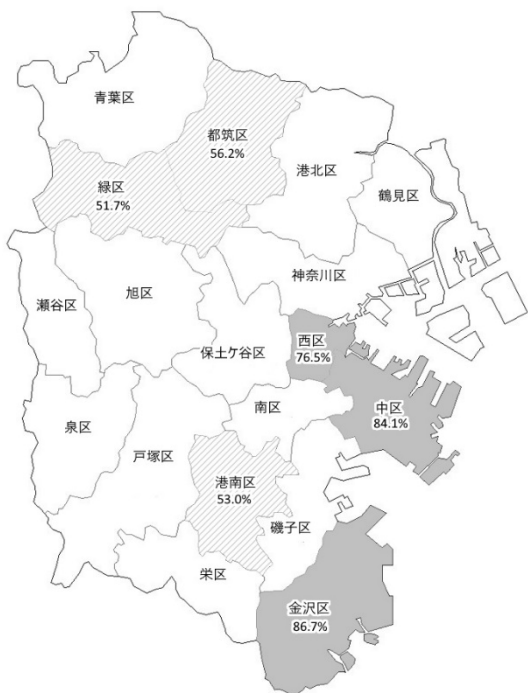 青葉区
都筑区
56.2%
港北区
緑区
51.7%
鶴見区
神奈川区
瀬谷区
旭区
保土ケ谷区
西区
76.5%
泉区
南区
中区
84.1%
戸塚区
港南区
53.0%
磯子区
栄区
金沢区
86.7%